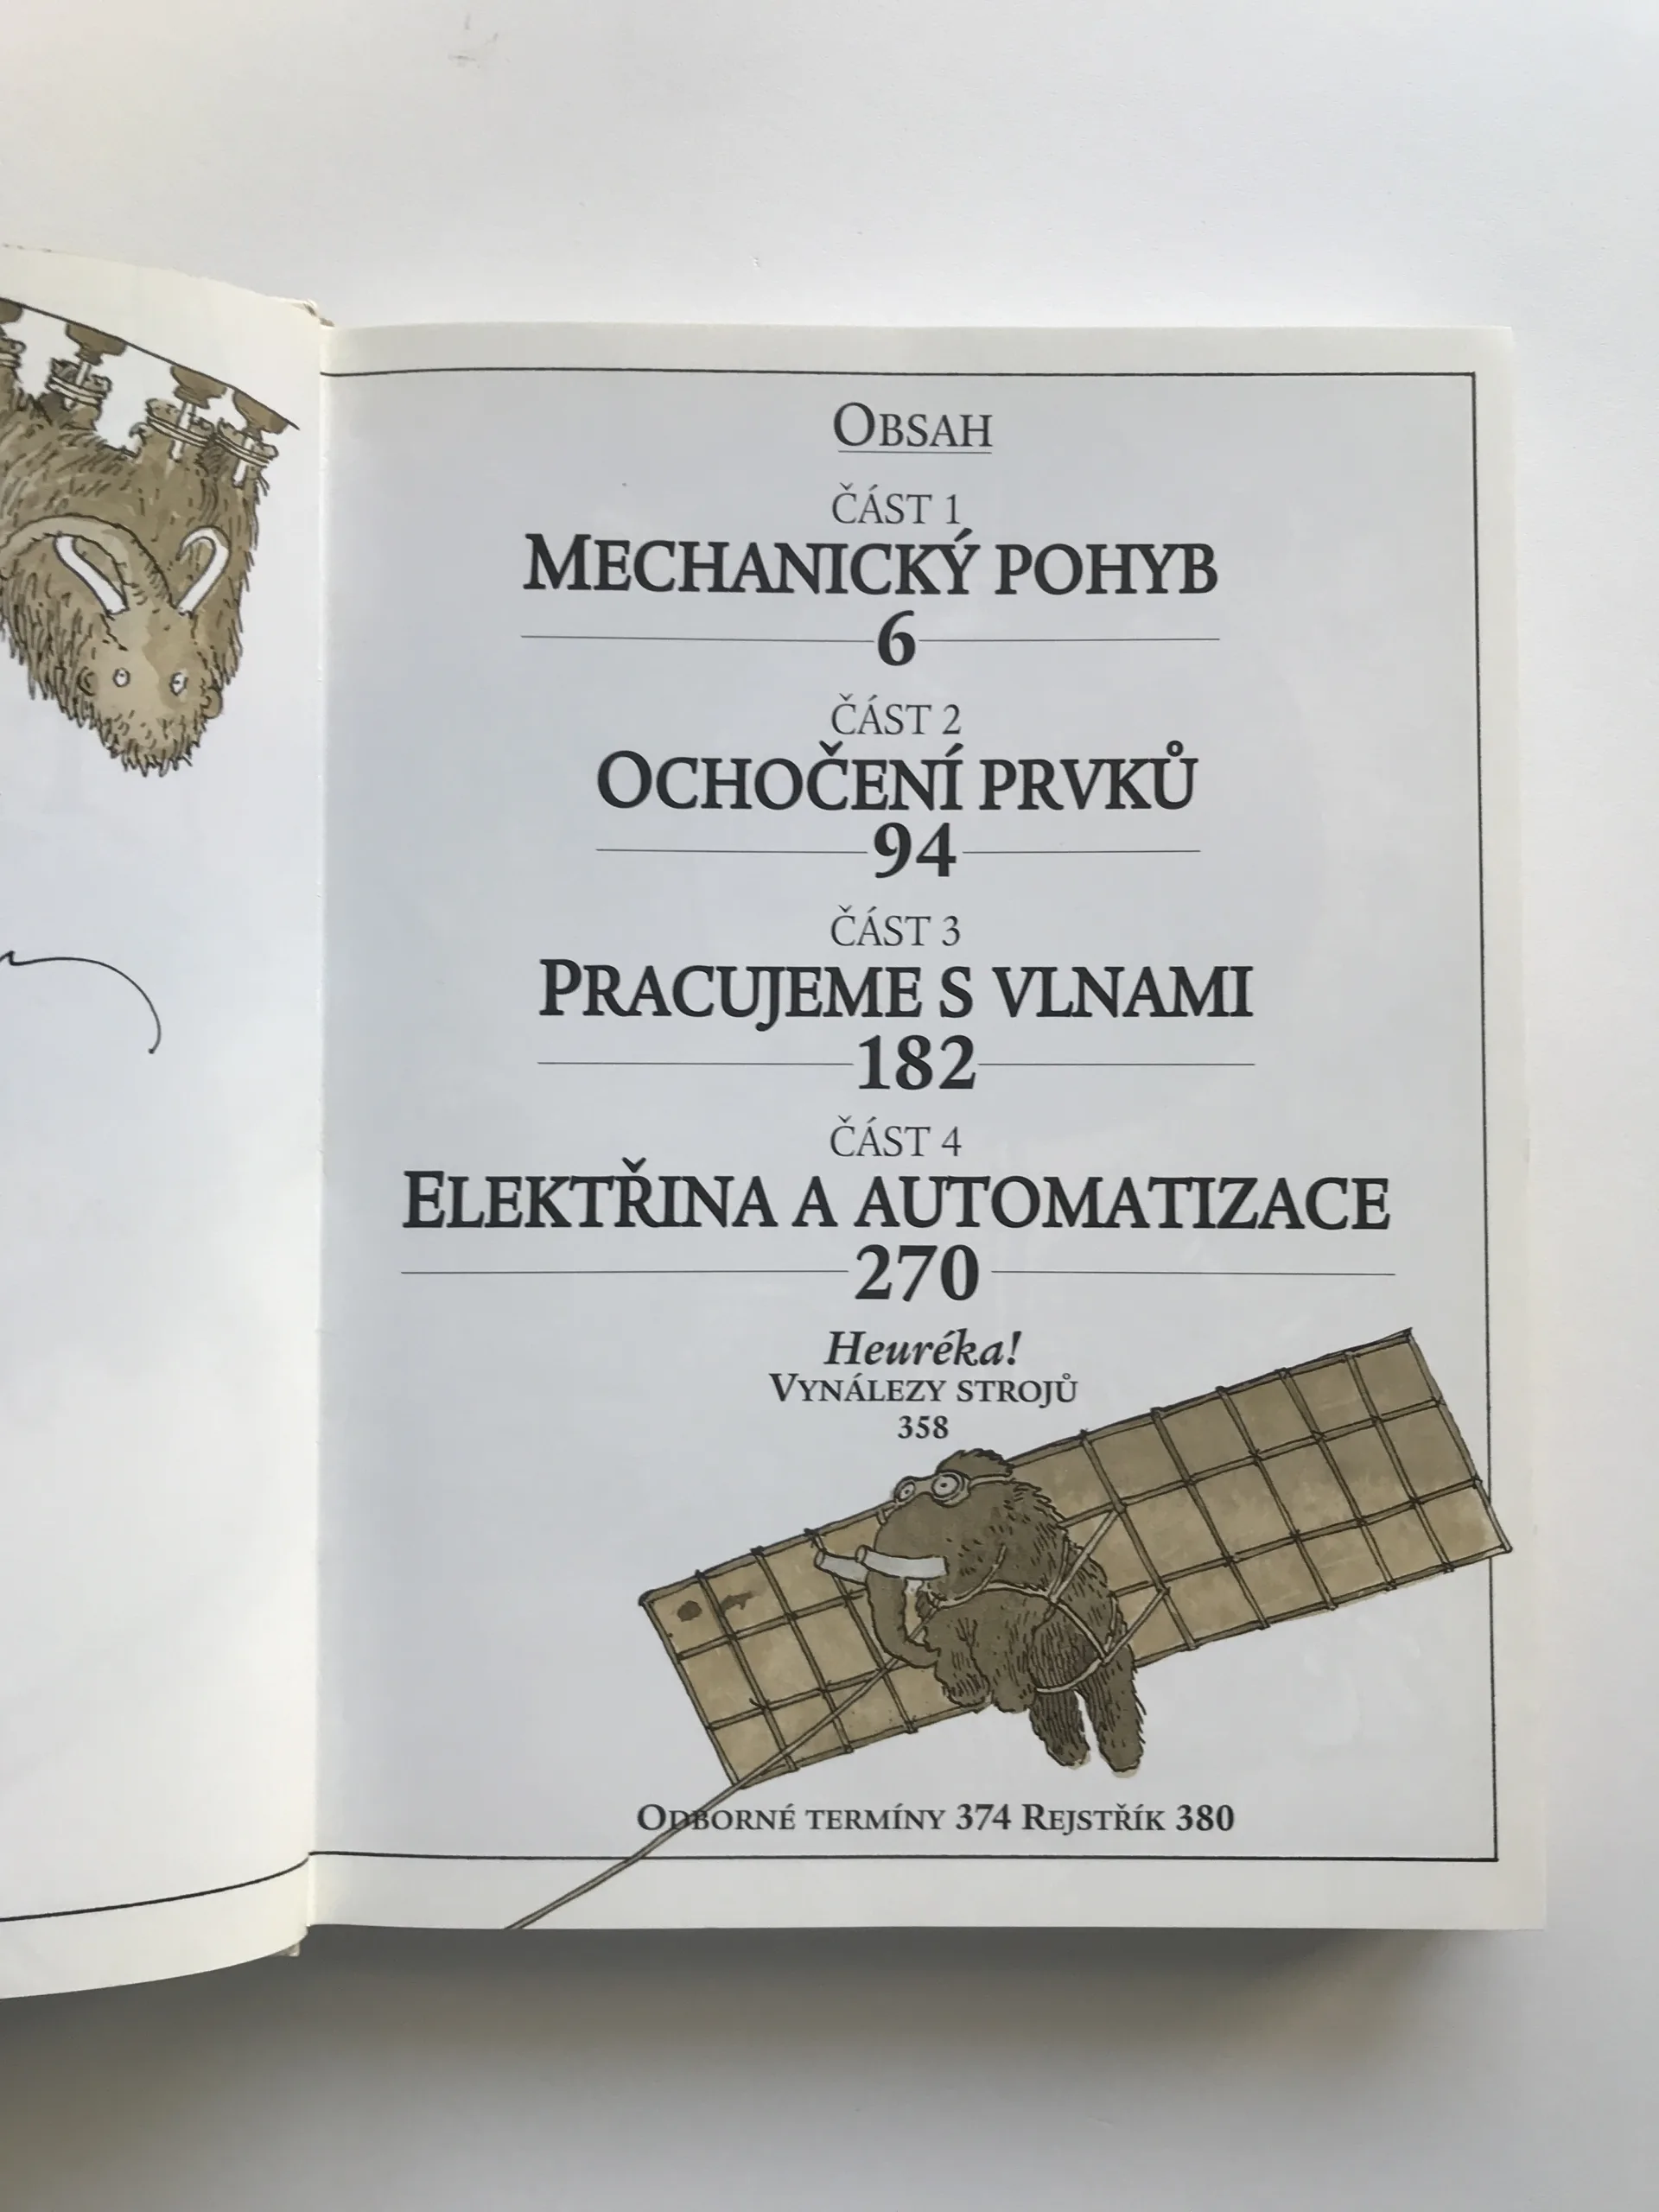 OBSAH
ČÁST 1
MECHANICKÝ POHYB
6
ČÁST 2
OCHOČENÍ PRVKŮ
94
ČÁST 3
PRACUJEME S VLNAMI
182
ČÁST 4
ELEKTŘINA A AUTOMATIZACE
270
Heuréka!
VYNÁLEZY STROJŮ
358
ODBORNÉ TERMÍNY 374 REJSTŘÍK 380